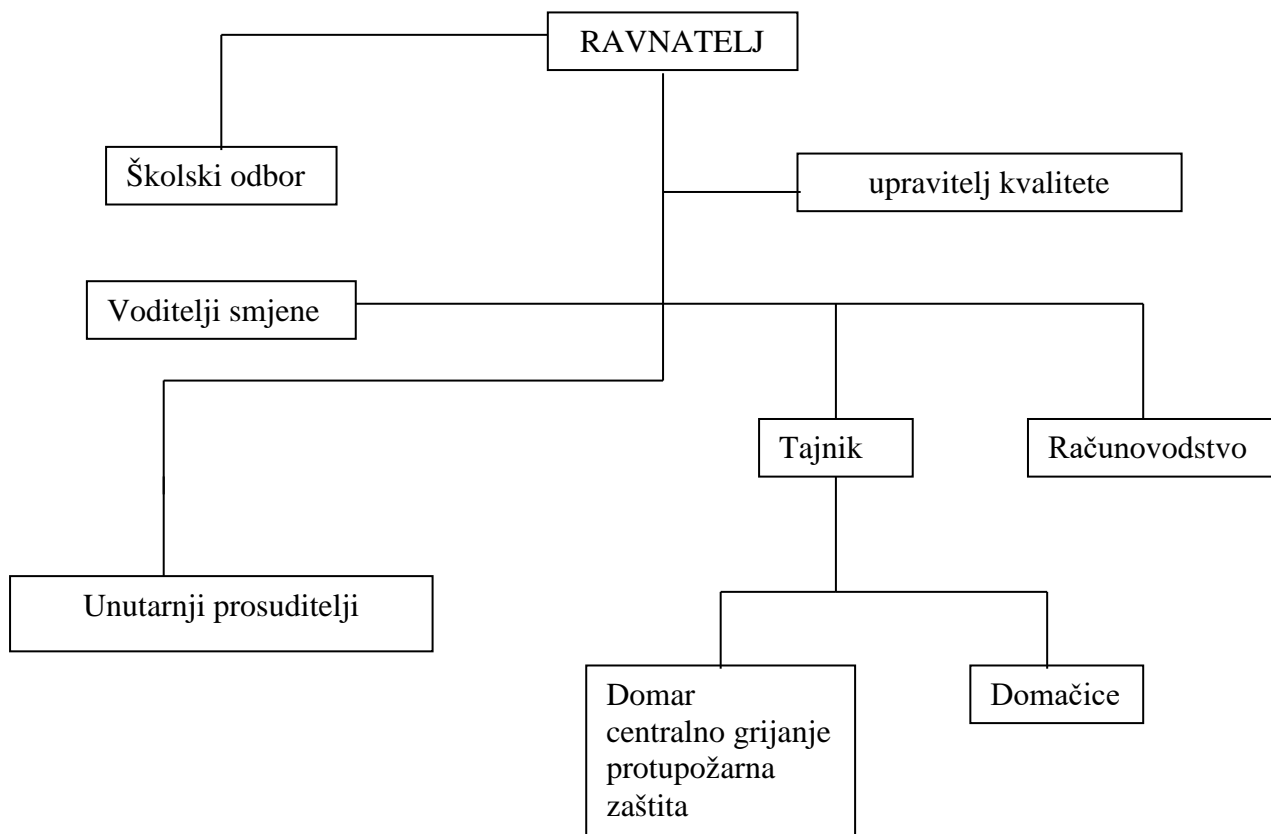 RAVNATELJ
Školski odbor
upravitelj kvalitete
Voditelji smjene
Tajnik
Računovodstvo
Unutarnji prosuditelji
Domar
centralno grijanje
protupožarna
zaštita
Domačice